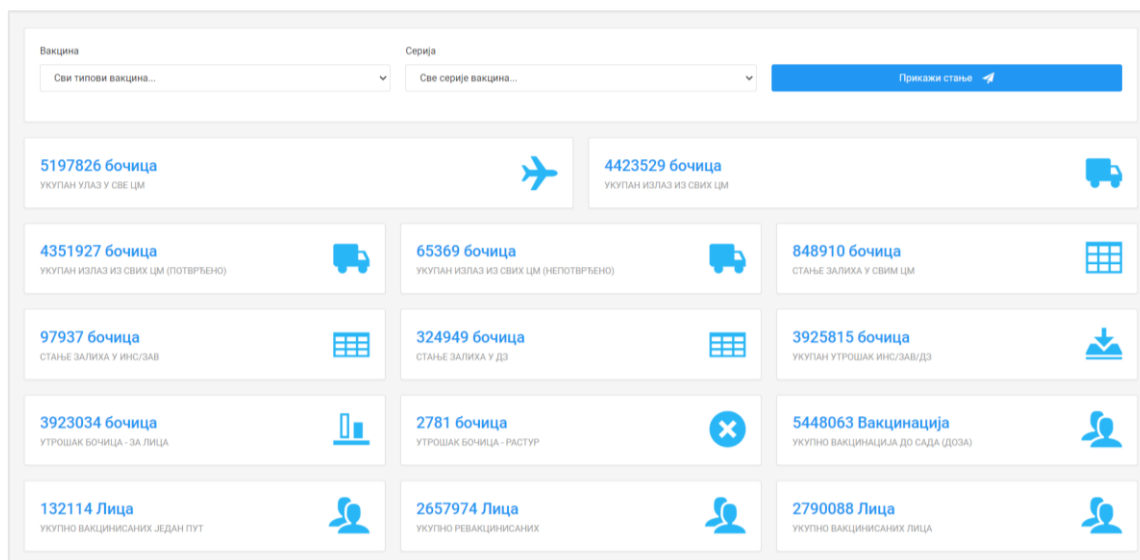 Вакцина
Серија
Сви типови вакцина...
Све серије вакцина...
Прикажи стање
5197826 бочица
УКУПАН УЛАЗ У СВЕ ЦМ
4423529 бочица
УКУПАН ИЗЛАЗ ИЗ СВИХ ЦМ
4351927 бочица
УКУПАН ИЗЛАЗ ИЗ СВИХ ЦМ (ПОТВРЂЕНО)
65369 бочица
УКУПАН ИЗЛАЗ ИЗ СВИХ ЦМ (НЕПОТВРЂЕНО)
848910 бочица
СТАЊЕ ЗАЛИХА У СВИМ ЦМ
97937 бочица
СТАЊЕ ЗАЛИХА У ИНС/ЗАВ
324949 бочица
СТАЊЕ ЗАЛИХА У ДЗ
3925815 бочица
УКУПАН УТРОШАК ИНС/ЗАВ/ДЗ
3923034 бочица
УТРОШАК БОЧИЦА - ЗА ЛИЦА
2781 бочица
УТРОШАК БОЧИЦА - РАСТУР
5448063 Вакцинација
УКУПНО ВАКЦИНАЦИЈА ДО САДА (ДОЗА)
132114 Лица
УКУПНО ВАКЦИНИСАНИХ ЈЕДАН ПУТ
2657974 Лица
УКУПНО РЕВАКЦИНИСАНИХ
2790088 Лица
УКУПНО ВАКЦИНИСАНИХ ЛИЦА